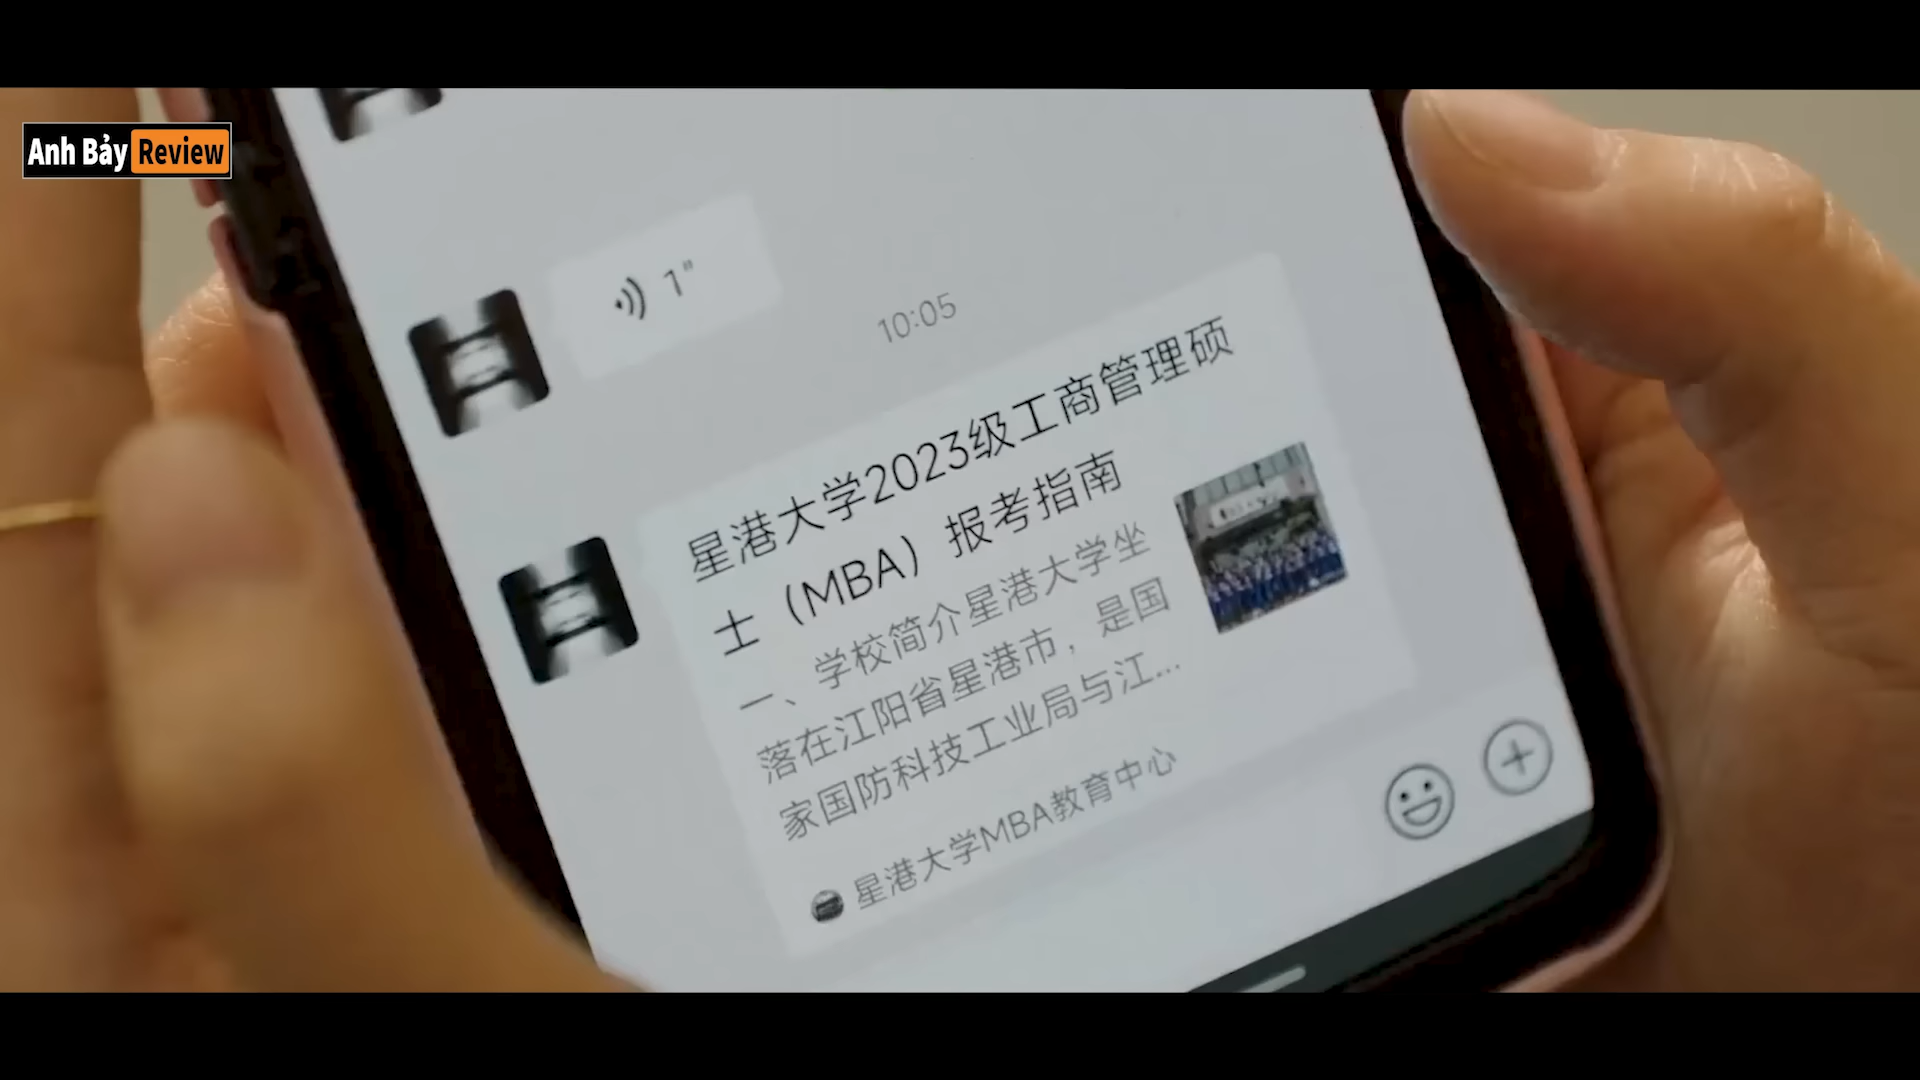 Anh Bảy Review
1"
10:05
星港大学2023级工商管理硕
士（MBA）报考指南
一、学校简介星港大学坐
落在江阳省星港市，是国
家国防科技工业局与江...
星港大学MBA教育中心